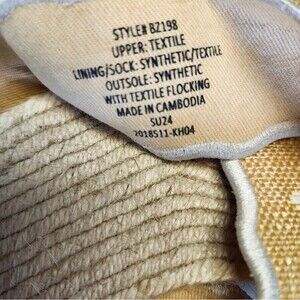 STYLE# BZ198
UPPER: TEXTILE
LINING/SOCK: SYNTHETIC/TEXTILE
OUTSOLE: SYNTHETIC
WITH TEXTILE FLOCKING
MADE IN CAMBODIA
SU24
2018511-KH04